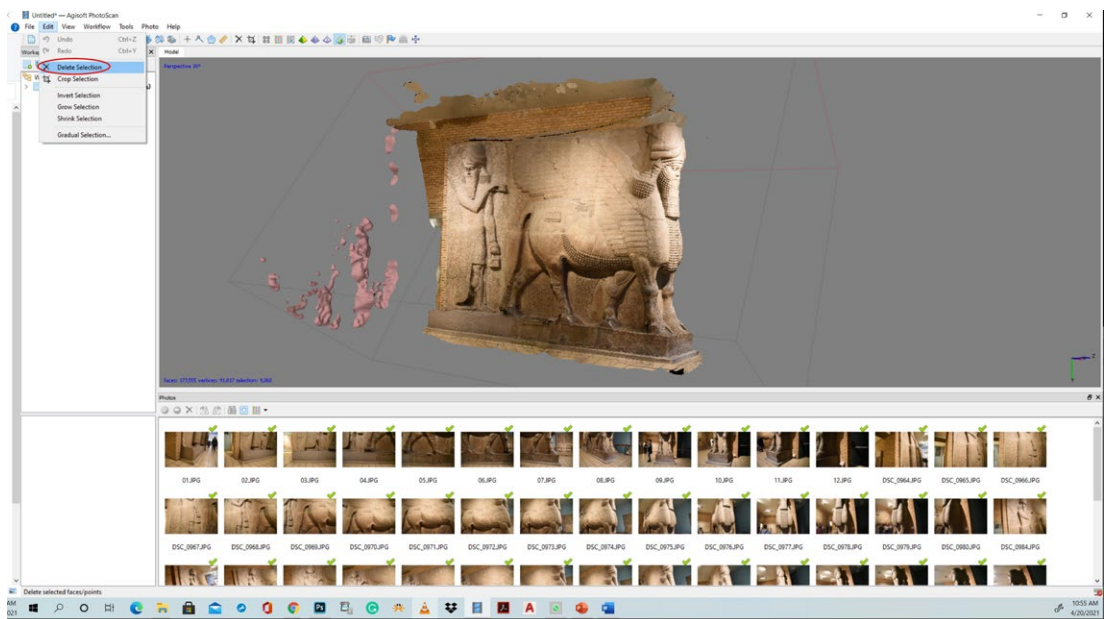 Untitled* — Agisoft PhotoScan
File Edit View Workflow Tools Photo Help
Undo Ctrl+Z
Redo Ctrl+Y
Delete Selection
Crop Selection
Invert Selection
Grow Selection
Shrink Selection
Gradual Selection...
Model
Perspective 30°
Z
Y
Photos
01.JPG 02.JPG 03.JPG 04.JPG 05.JPG 06.JPG 07.JPG 08.JPG 09.JPG 10.JPG 11.JPG 12.JPG DSC_0964.JPG DSC_0965.JPG DSC_0966.JPG
DSC_0967.JPG DSC_0968.JPG DSC_0969.JPG DSC_0970.JPG DSC_0971.JPG DSC_0972.JPG DSC_0973.JPG DSC_0974.JPG DSC_0975.JPG DSC_0976.JPG DSC_0977.JPG DSC_0978.JPG DSC_0979.JPG DSC_0980.JPG DSC_0984.JPG
Delete selected faces/points
AM
021
10:55 AM
4/20/2021